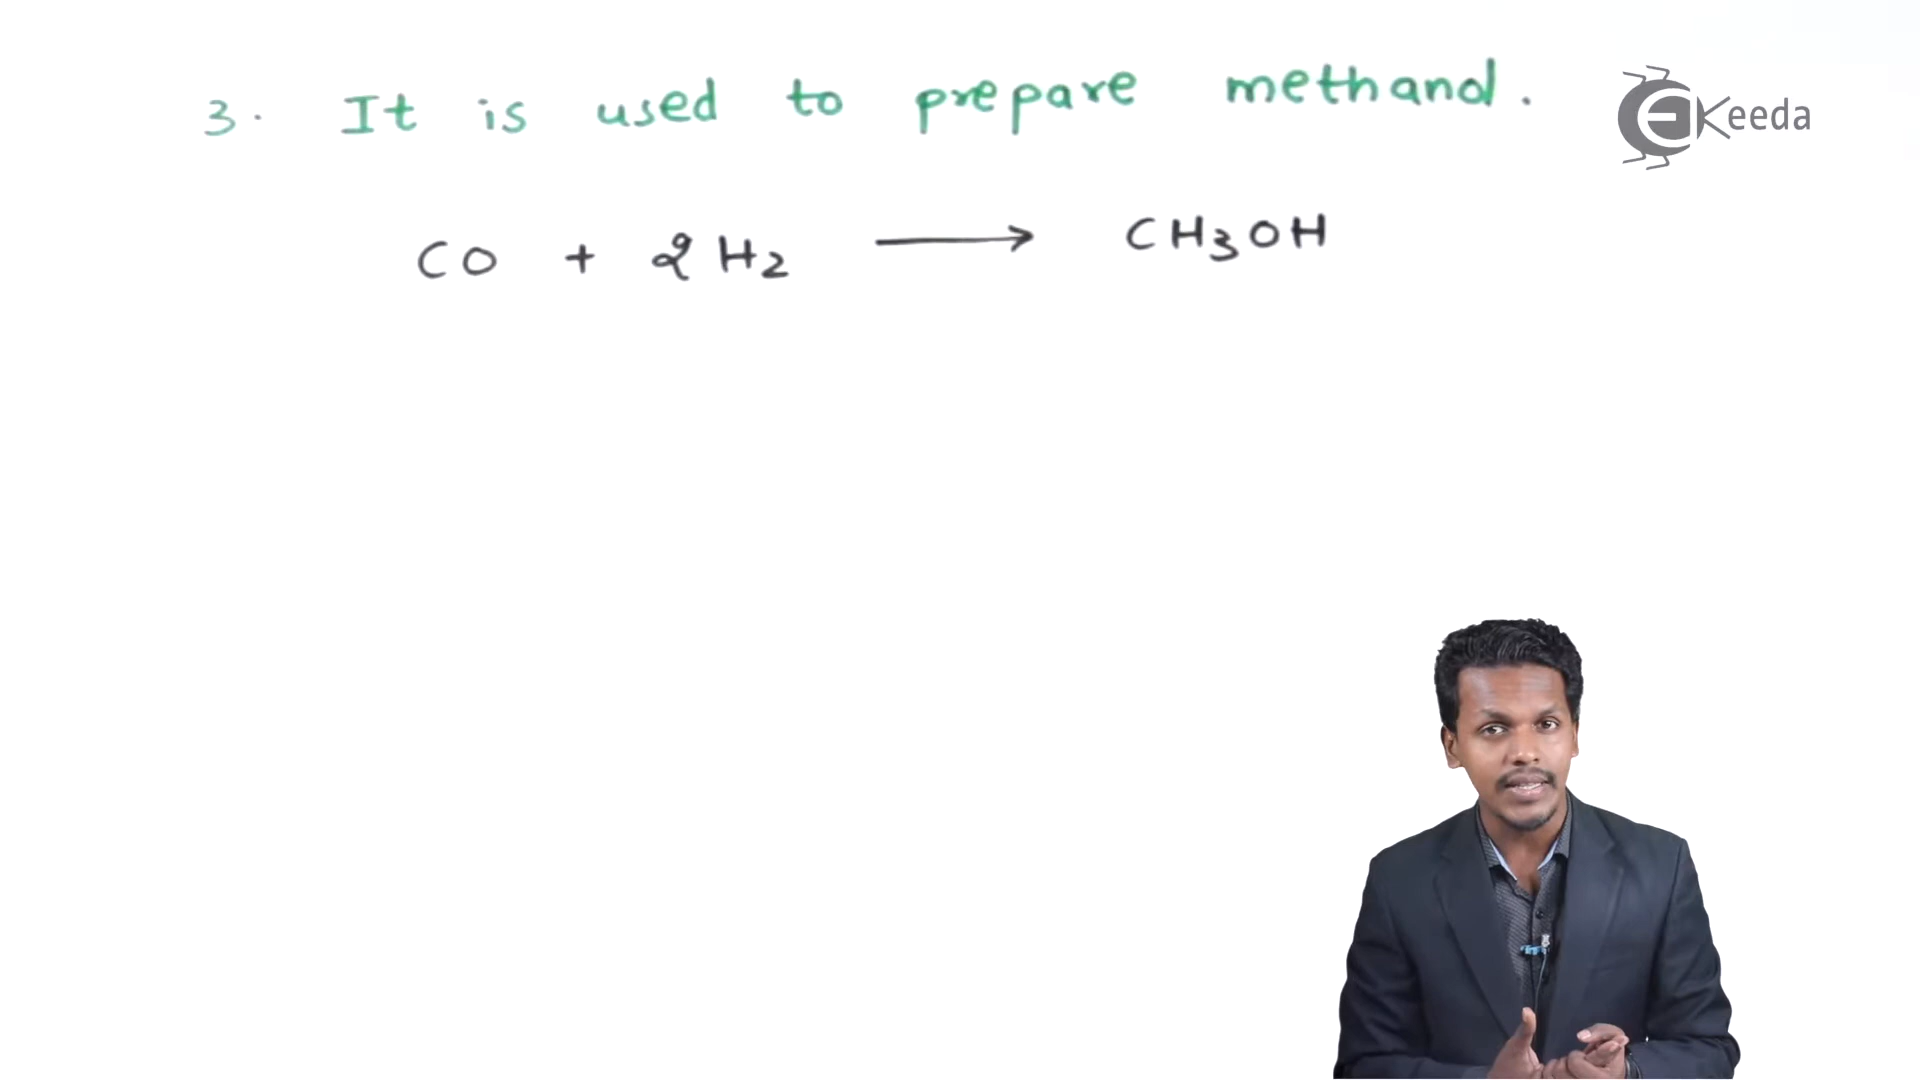 3. It is used to prepare methanol.
EKeeda
CO + 2H2 ⟶ CH3OH